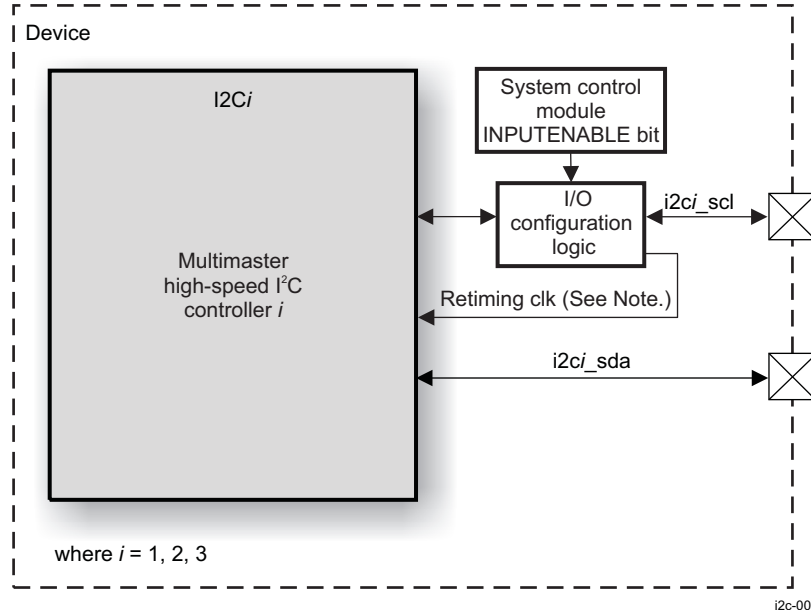 Device
I2Ci
System control
module
INPUTENABLE bit
I/O
configuration
logic
i2ci_scl
Multimaster
high-speed I²C
controller i
Retiming clk (See Note.)
i2ci_sda
where i = 1, 2, 3
i2c-00